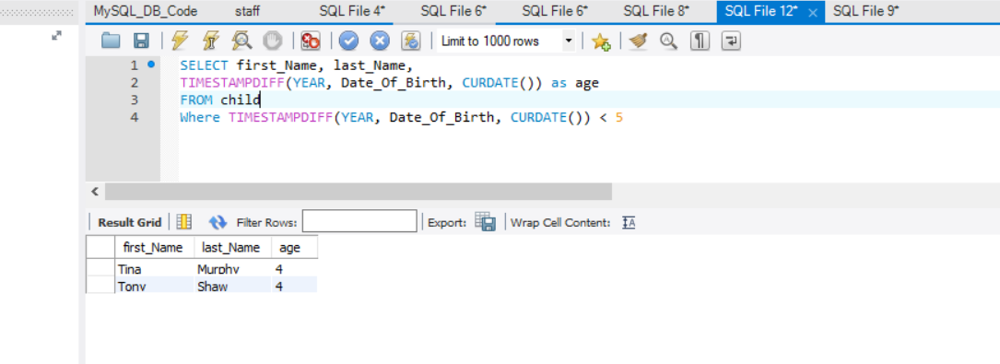 MySQL_DB_Code staff SQL File 4* SQL File 6* SQL File 6* SQL File 8* SQL File 12* × SQL File 9*
Limit to 1000 rows
1 SELECT first_Name, last_Name,
2 TIMESTAMPDIFF(YEAR, Date_Of_Birth, CURDATE()) as age
3 FROM child
4 Where TIMESTAMPDIFF(YEAR, Date_Of_Birth, CURDATE()) < 5
Result Grid Filter Rows: Export: Wrap Cell Content: IA
first_Name last_Name age
Tina Murphy 4
Tony Shaw 4